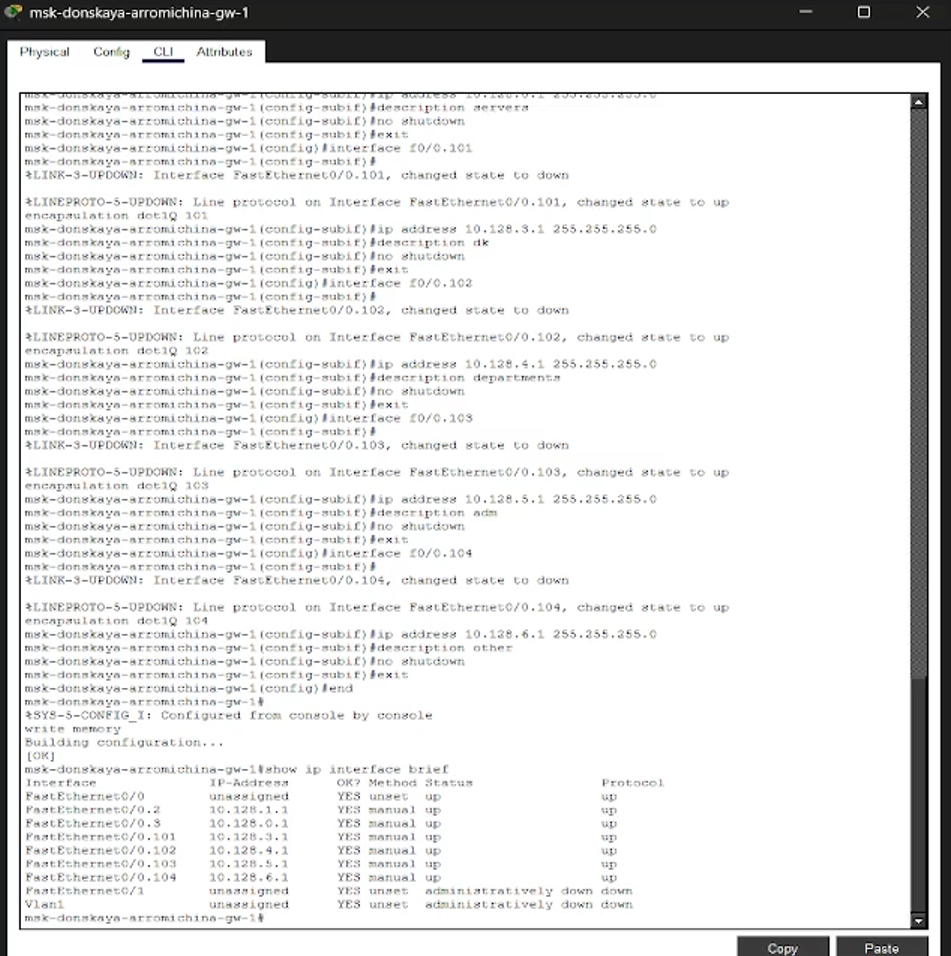 msk-donskaya-arromichina-gw-1
Physical Config CLI Attributes
msk-donskaya-arromichina-gw-1(config-subif)#ip address 10.128.0.1 255.255.255.0
msk-donskaya-arromichina-gw-1(config-subif)#description servers
msk-donskaya-arromichina-gw-1(config-subif)#no shutdown
msk-donskaya-arromichina-gw-1(config-subif)#exit
msk-donskaya-arromichina-gw-1(config)#interface f0/0.101
msk-donskaya-arromichina-gw-1(config-subif)#
%LINK-3-UPDOWN: Interface FastEthernet0/0.101, changed state to down
%LINEPROTO-5-UPDOWN: Line protocol on Interface FastEthernet0/0.101, changed state to up
encapsulation dot1Q 101
msk-donskaya-arromichina-gw-1(config-subif)#ip address 10.128.3.1 255.255.255.0
msk-donskaya-arromichina-gw-1(config-subif)#description dk
msk-donskaya-arromichina-gw-1(config-subif)#no shutdown
msk-donskaya-arromichina-gw-1(config-subif)#exit
msk-donskaya-arromichina-gw-1(config)#interface f0/0.102
msk-donskaya-arromichina-gw-1(config-subif)#
%LINK-3-UPDOWN: Interface FastEthernet0/0.102, changed state to down
%LINEPROTO-5-UPDOWN: Line protocol on Interface FastEthernet0/0.102, changed state to up
encapsulation dot1Q 102
msk-donskaya-arromichina-gw-1(config-subif)#ip address 10.128.4.1 255.255.255.0
msk-donskaya-arromichina-gw-1(config-subif)#description departments
msk-donskaya-arromichina-gw-1(config-subif)#no shutdown
msk-donskaya-arromichina-gw-1(config-subif)#exit
msk-donskaya-arromichina-gw-1(config)#interface f0/0.103
msk-donskaya-arromichina-gw-1(config-subif)#
%LINK-3-UPDOWN: Interface FastEthernet0/0.103, changed state to down
%LINEPROTO-5-UPDOWN: Line protocol on Interface FastEthernet0/0.103, changed state to up
encapsulation dot1Q 103
msk-donskaya-arromichina-gw-1(config-subif)#ip address 10.128.5.1 255.255.255.0
msk-donskaya-arromichina-gw-1(config-subif)#description adm
msk-donskaya-arromichina-gw-1(config-subif)#no shutdown
msk-donskaya-arromichina-gw-1(config-subif)#exit
msk-donskaya-arromichina-gw-1(config)#interface f0/0.104
msk-donskaya-arromichina-gw-1(config-subif)#
%LINK-3-UPDOWN: Interface FastEthernet0/0.104, changed state to down
%LINEPROTO-5-UPDOWN: Line protocol on Interface FastEthernet0/0.104, changed state to up
encapsulation dot1Q 104
msk-donskaya-arromichina-gw-1(config-subif)#ip address 10.128.6.1 255.255.255.0
msk-donskaya-arromichina-gw-1(config-subif)#description other
msk-donskaya-arromichina-gw-1(config-subif)#no shutdown
msk-donskaya-arromichina-gw-1(config-subif)#exit
msk-donskaya-arromichina-gw-1(config)#end
msk-donskaya-arromichina-gw-1#
%SYS-5-CONFIG_I: Configured from console by console
write memory
Building configuration...
[OK]
msk-donskaya-arromichina-gw-1#show ip interface brief
Interface IP-Address OK? Method Status Protocol
FastEthernet0/0 unassigned YES unset up up
FastEthernet0/0.2 10.128.1.1 YES manual up up
FastEthernet0/0.3 10.128.0.1 YES manual up up
FastEthernet0/0.101 10.128.3.1 YES manual up up
FastEthernet0/0.102 10.128.4.1 YES manual up up
FastEthernet0/0.103 10.128.5.1 YES manual up up
FastEthernet0/0.104 10.128.6.1 YES manual up up
FastEthernet0/1 unassigned YES unset administratively down down
Vlan1 unassigned YES unset administratively down down
msk-donskaya-arromichina-gw-1#
Copy Paste